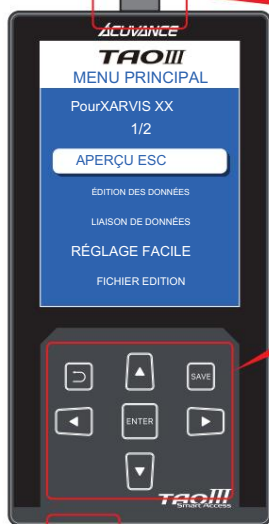 ACUVANCE
TAOIII
MENU PRINCIPAL
PourXARVIS XX
1/2
APERÇU ESC
ÉDITION DES DONNÉES
LIAISON DE DONNÉES
RÉGLAGE FACILE
FICHIER EDITION
SAVE
ENTER
TAOIII
Smart Access